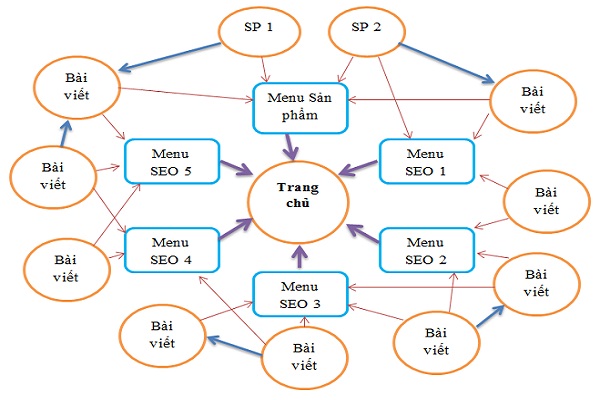 SP 1
SP 2
Bài
viết
Menu Sản
phẩm
Bài
viết
Menu
SEO 5
Menu
SEO 1
Bài
viết
Trang
chủ
Bài
viết
Menu
SEO 4
Menu
SEO 2
Bài
viết
Menu
SEO 3
Bài
viết
Bài
viết
Bài
viết
Bài
viết